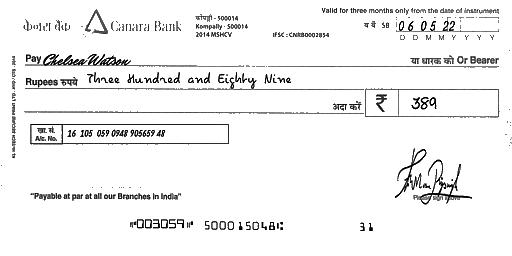 केनरा बैंक Canara Bank
कोंपल्ली - 500014
Kompally - 500014
2014 MSHCV
IFSC : CNRB0002854
Valid for three months only from the date of instrument
06 05 22
D D M M Y Y Y Y
Pay Chelsea Watson या धारक को Or Bearer
Rupees रुपये Three Hundred and Eighty Nine
अदा करें ₹ 389
खा. सं.
A/c. No. 16 105 059 0948 905659 48
Please sign above
"Payable at par at all our Branches in India"
⑈003059⑈ 500015048⑆ 31